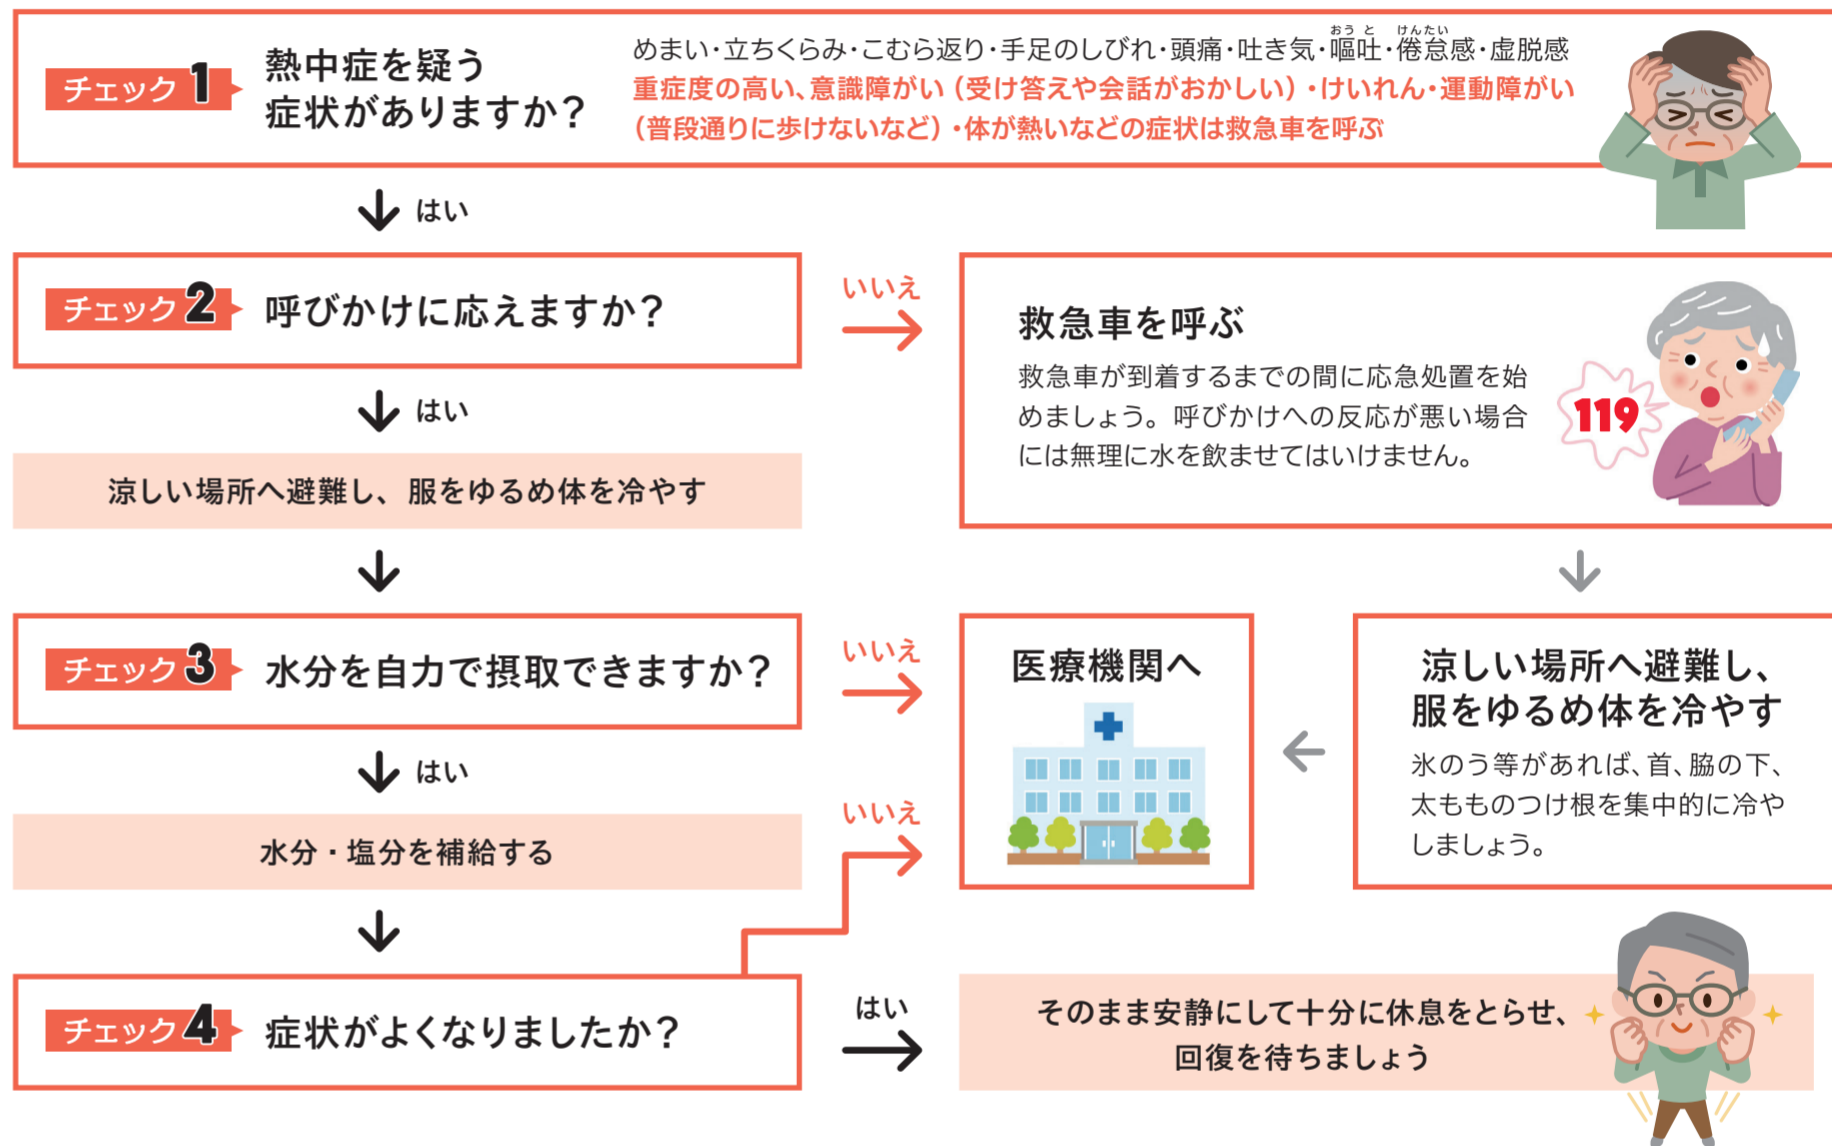 チェック1
熱中症を疑う
症状がありますか？
おうと けんたい
めまい・立ちくらみ・こむら返り・手足のしびれ・頭痛・吐き気・嘔吐・倦怠感・虚脱感
重症度の高い、意識障がい（受け答えや会話がおかしい）・けいれん・運動障がい
（普段通りに歩けないなど）・体が熱いなどの症状は救急車を呼ぶ
はい
チェック2
呼びかけに応えますか？
いいえ
救急車を呼ぶ
救急車が到着するまでの間に応急処置を始
めましょう。呼びかけへの反応が悪い場合
には無理に水を飲ませてはいけません。
119
はい
涼しい場所へ避難し、服をゆるめ体を冷やす
チェック3
水分を自力で摂取できますか？
いいえ
医療機関へ
涼しい場所へ避難し、
服をゆるめ体を冷やす
氷のう等があれば、首、脇の下、
太もものつけ根を集中的に冷や
しましょう。
はい
水分・塩分を補給する
いいえ
チェック4
症状がよくなりましたか？
はい
そのまま安静にして十分に休息をとらせ、
回復を待ちましょう